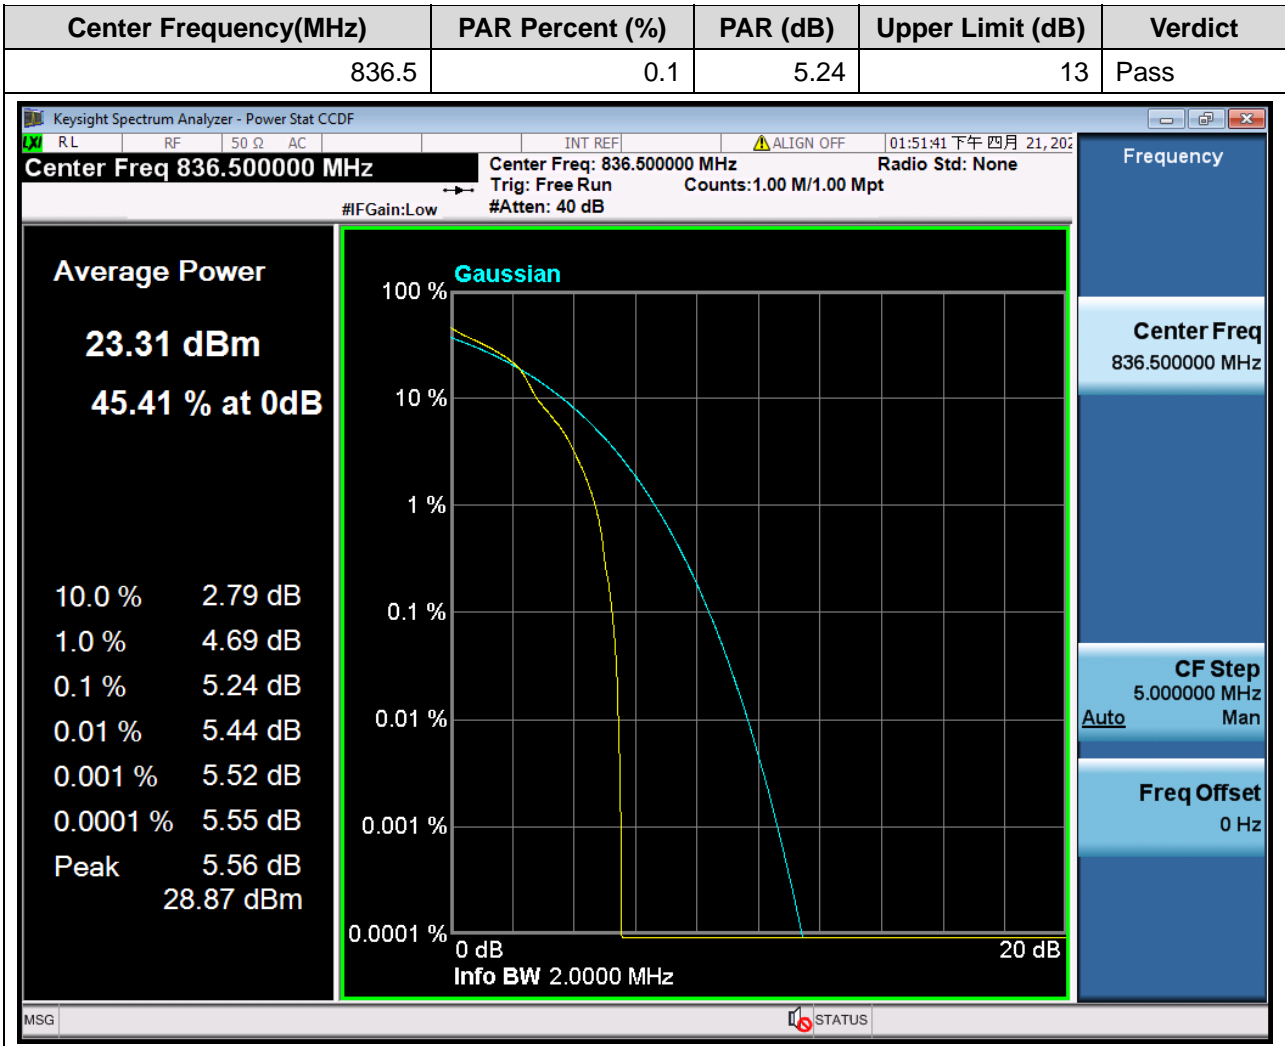 Center Frequency(MHz) PAR Percent (%) PAR (dB) Upper Limit (dB) Verdict
836.5 0.1 5.24 13 Pass
Keysight Spectrum Analyzer - Power Stat CCDF
LXI RL RF 50 Ω AC INT REF ALIGN OFF 01:51:41 下午 四月 21, 202
Center Freq 836.500000 MHz
Center Freq: 836.500000 MHz Radio Std: None
Trig: Free Run Counts:1.00 M/1.00 Mpt
#IFGain:Low #Atten: 40 dB
Average Power
23.31 dBm
45.41 % at 0dB
10.0 % 2.79 dB
1.0 % 4.69 dB
0.1 % 5.24 dB
0.01 % 5.44 dB
0.001 % 5.52 dB
0.0001 % 5.55 dB
Peak 5.56 dB
28.87 dBm
Gaussian
100 %
10 %
1 %
0.1 %
0.01 %
0.001 %
0.0001 %
0 dB 20 dB
Info BW 2.0000 MHz
Frequency
Center Freq
836.500000 MHz
CF Step
5.000000 MHz
Auto Man
Freq Offset
0 Hz
MSG STATUS